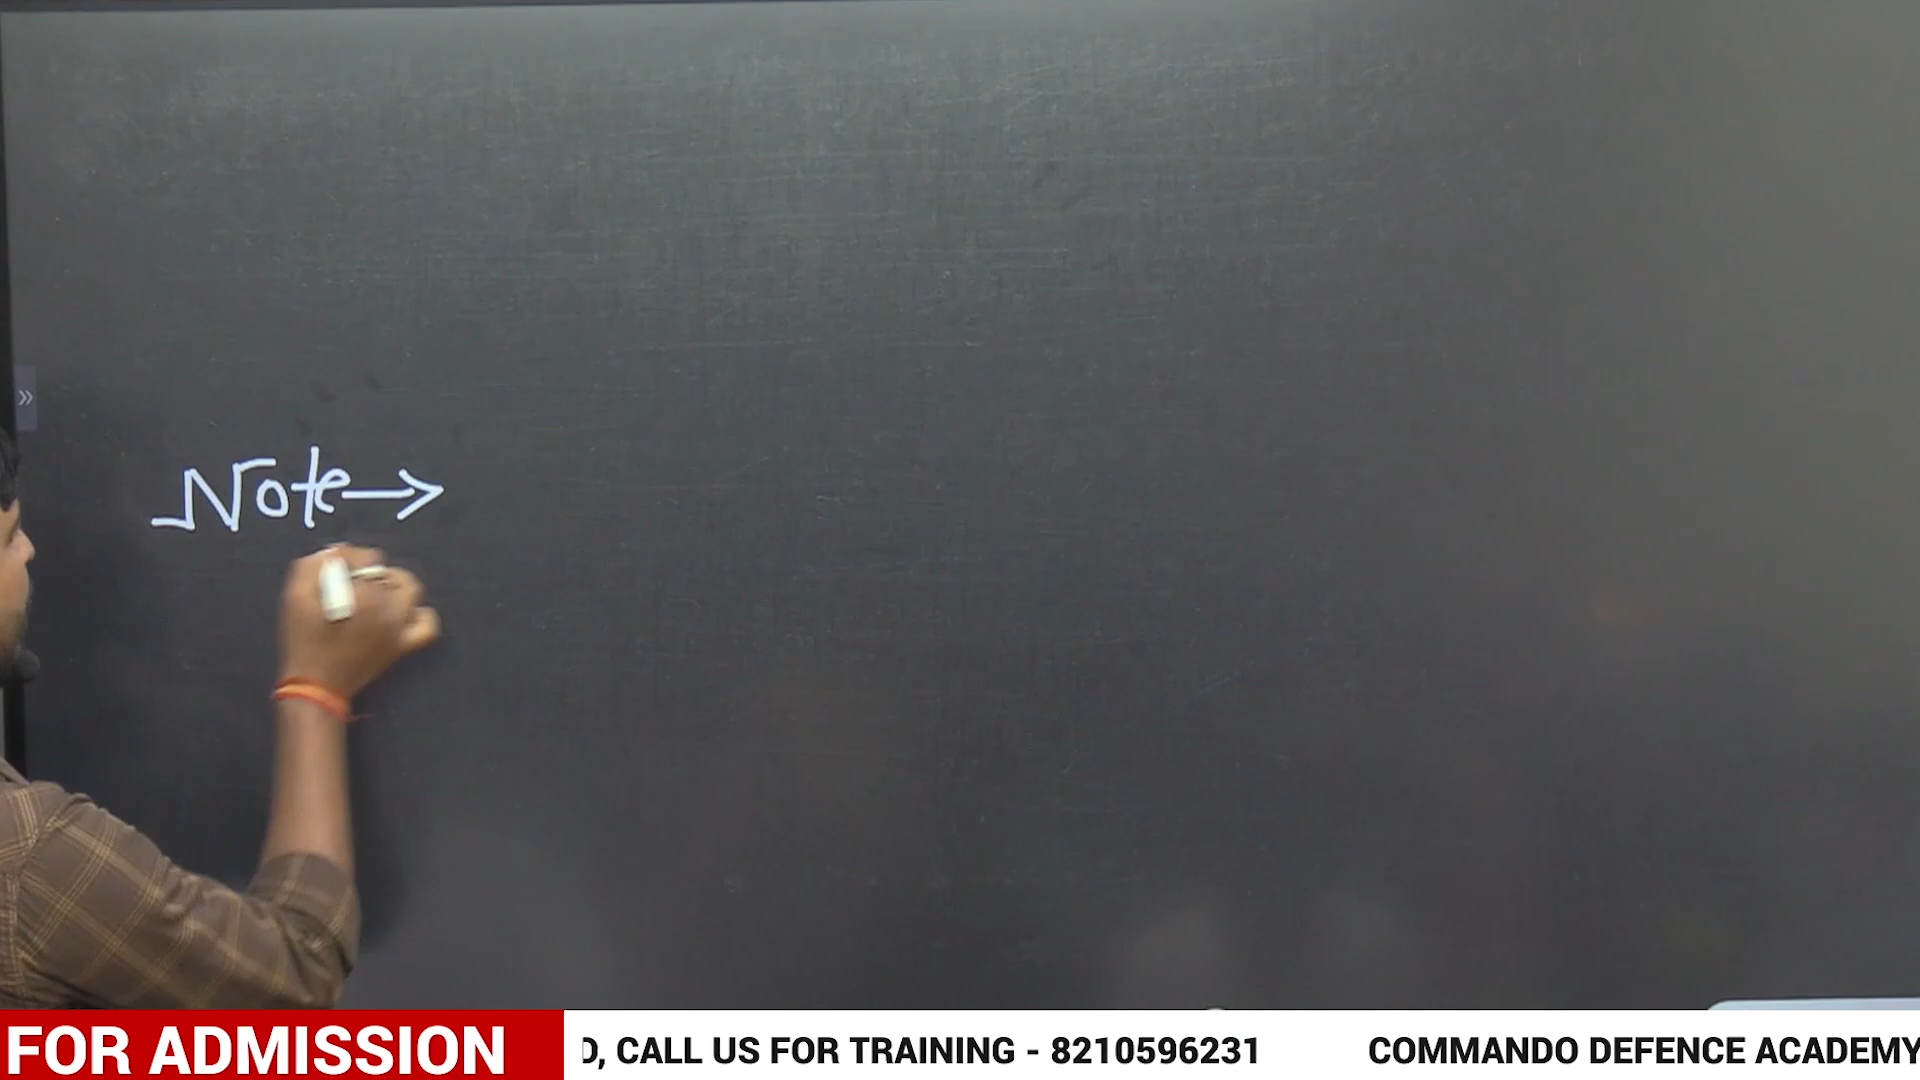 Note→
FOR ADMISSION
, CALL US FOR TRAINING - 8210596231 COMMANDO DEFENCE ACADEMY